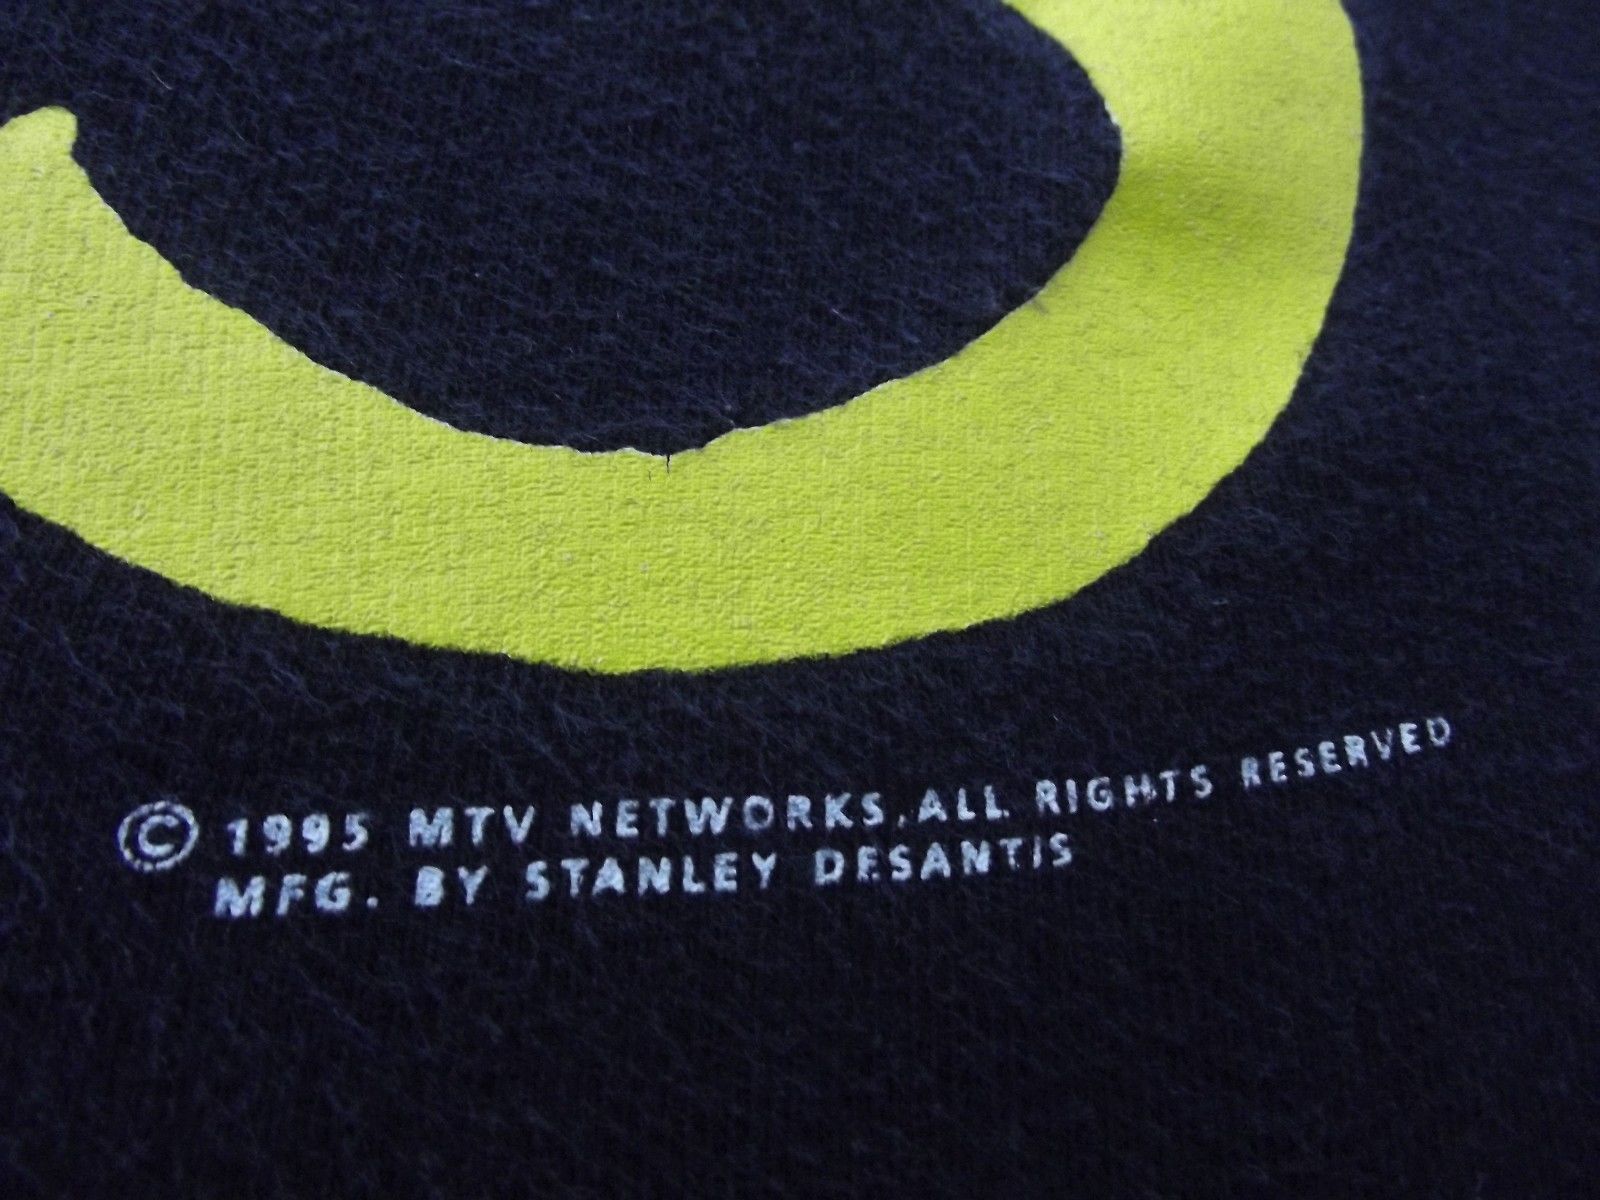 © 1995 MTV NETWORKS. ALL RIGHTS RESERVED
MFG. BY STANLEY DESANTIS